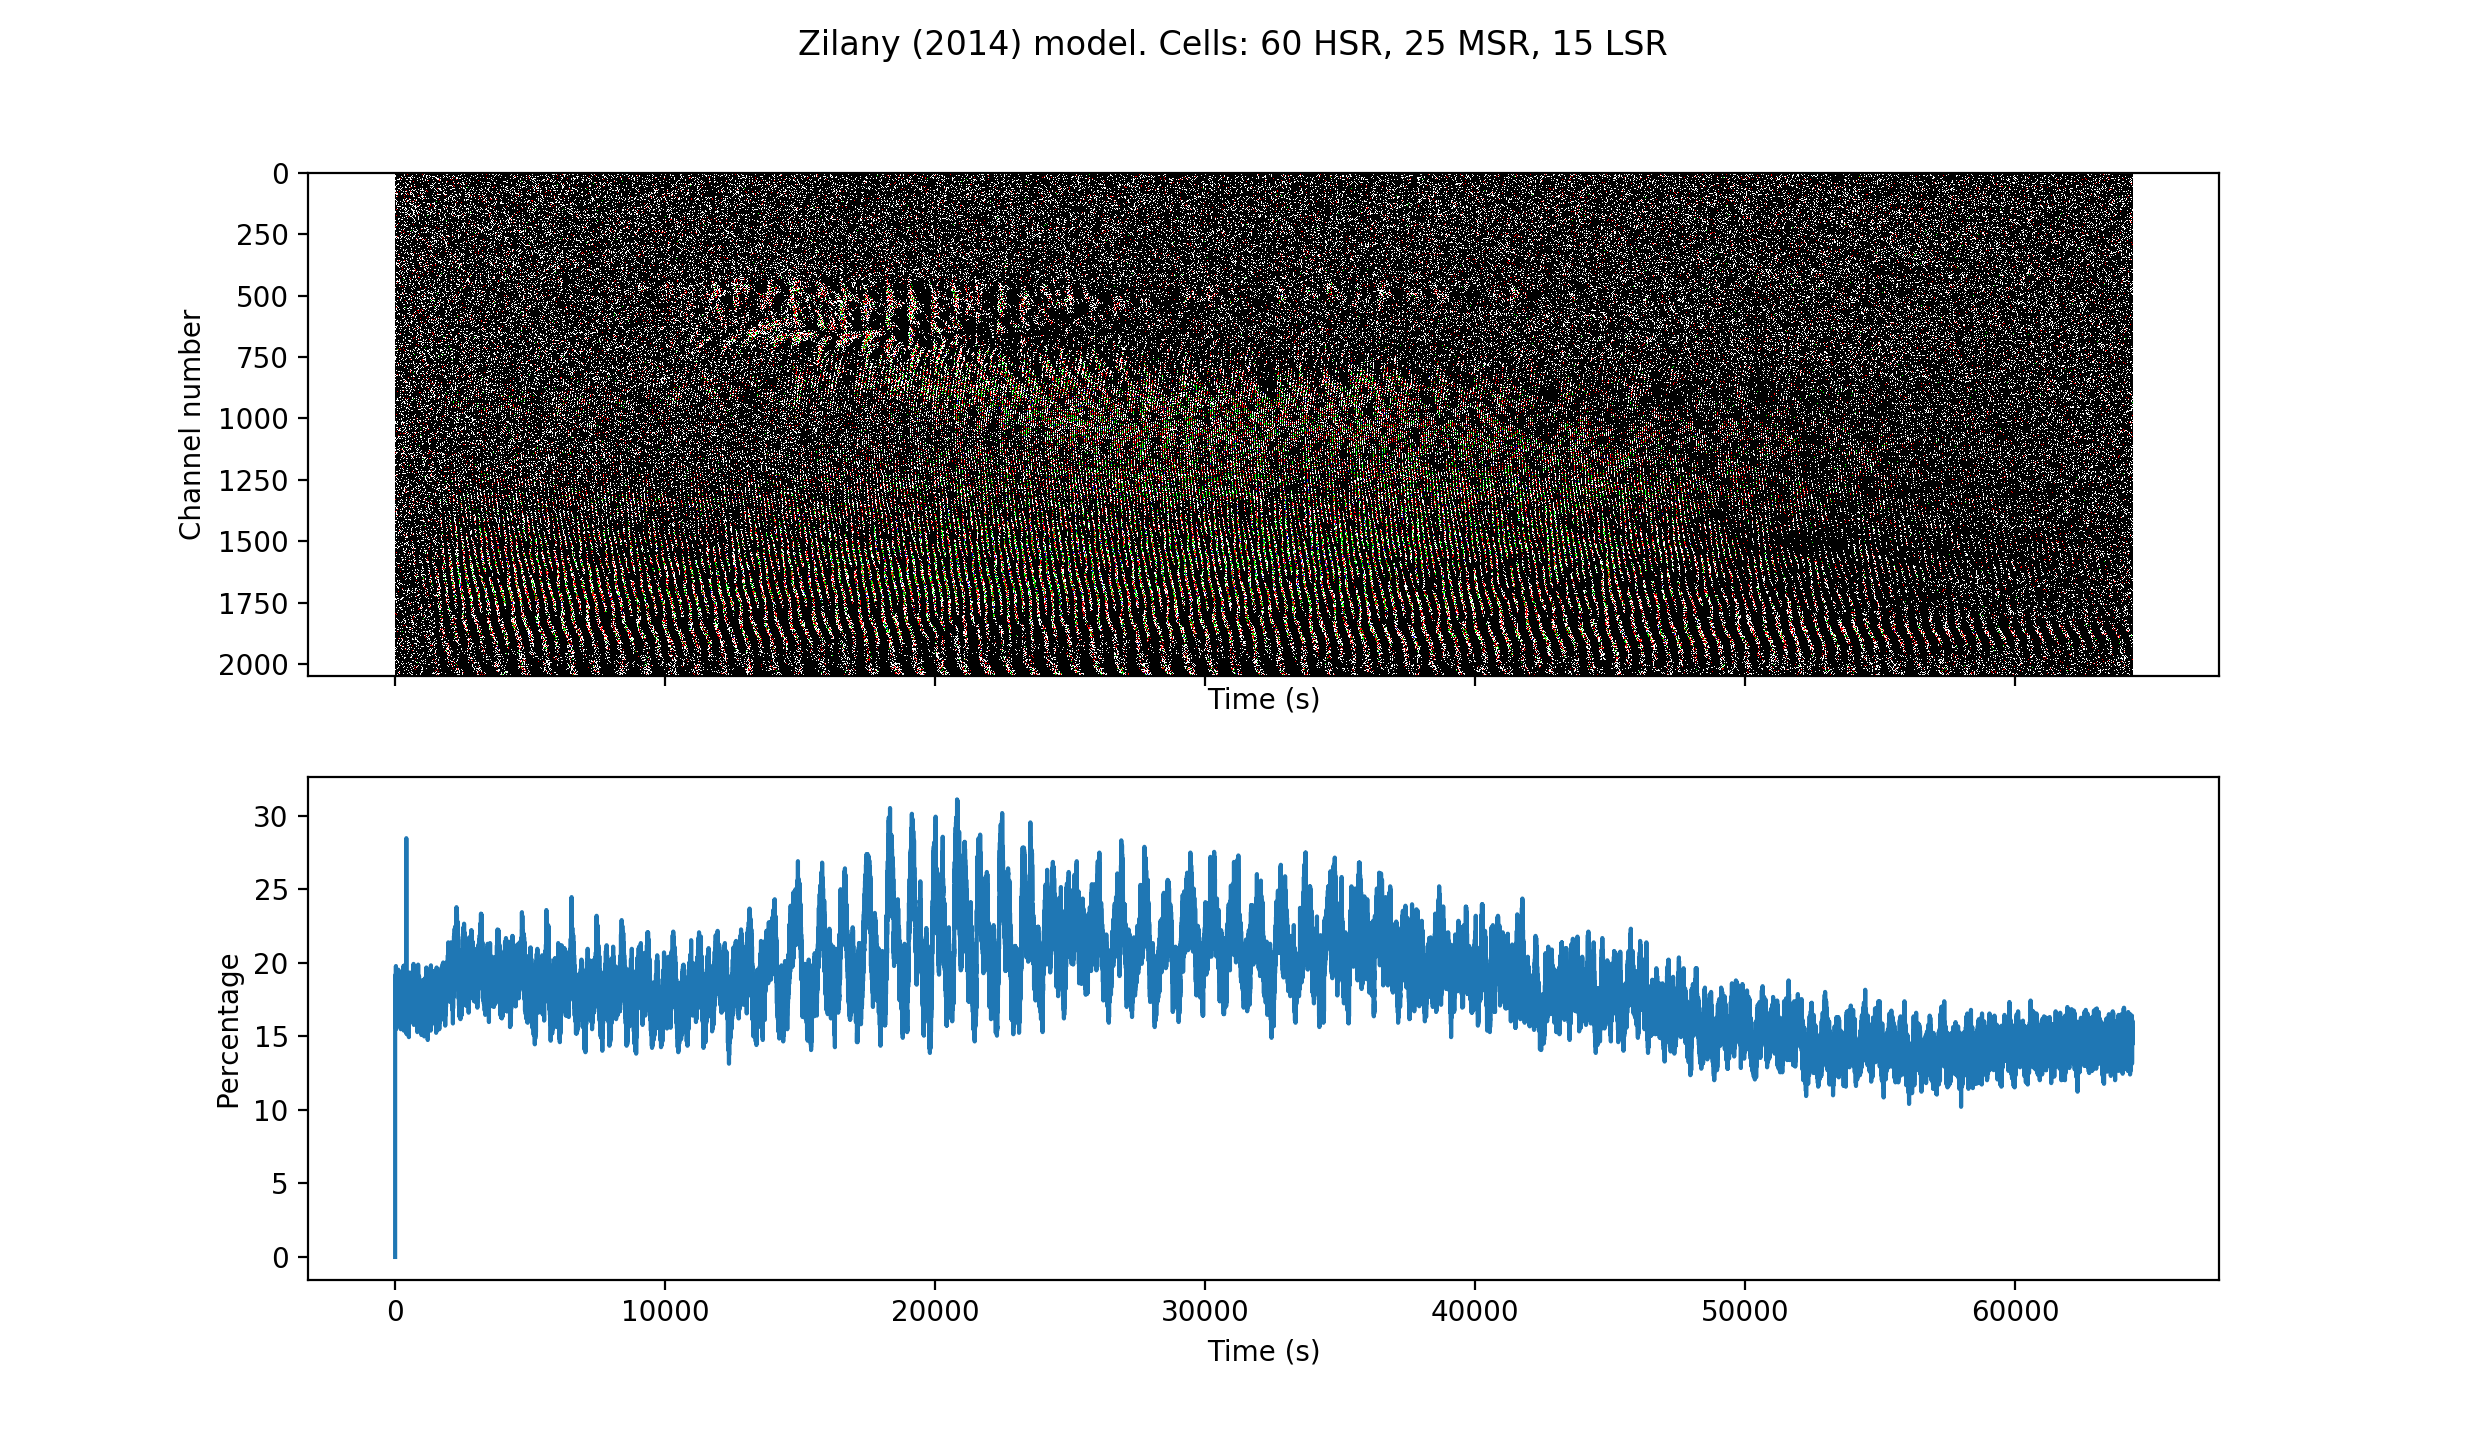 Zilany (2014) model. Cells: 60 HSR, 25 MSR, 15 LSR
0
250
500
750
1000
1250
1500
1750
2000
Channel number
Time (s)
30
25
20
15
10
5
0
Percentage
0 10000 20000 30000 40000 50000 60000
Time (s)